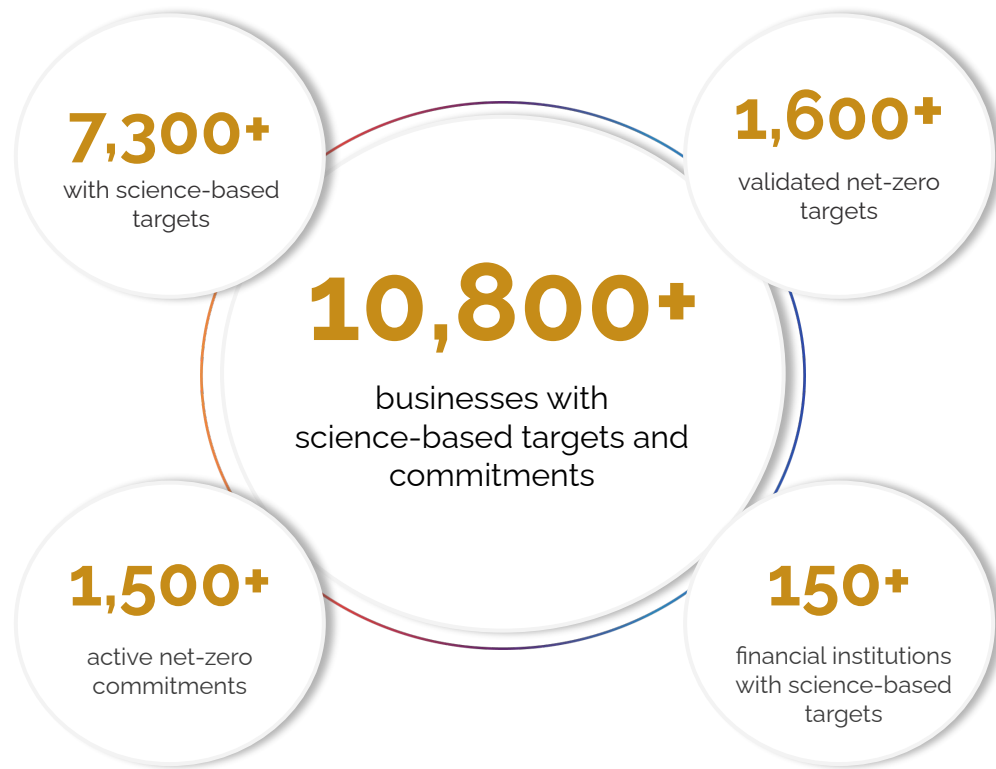 7,300+
with science-based
targets
1,600+
validated net-zero
targets
10,800+
businesses with
science-based targets and
commitments
1,500+
active net-zero
commitments
150+
financial institutions
with science-based
targets